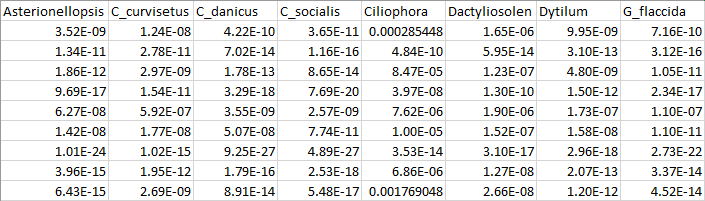 Asterionellopsis C_curvisetus C_danicus C_socialis Ciliophora Dactyliosolen Dytilum G_flaccida
3.52E-09 1.24E-08 4.22E-10 3.65E-11 0.000285448 1.65E-06 9.95E-09 7.16E-10
1.34E-11 2.78E-11 7.02E-14 1.16E-16 4.84E-10 5.95E-14 3.10E-13 3.12E-16
1.86E-12 2.97E-09 1.78E-13 8.65E-14 8.47E-05 1.23E-07 4.80E-09 1.05E-11
9.69E-17 1.54E-11 3.29E-18 7.69E-20 3.97E-08 1.30E-10 1.50E-12 2.34E-17
6.27E-08 5.92E-07 3.55E-09 2.57E-09 7.62E-06 1.90E-06 1.73E-07 1.10E-07
1.42E-08 1.77E-08 5.07E-08 7.74E-11 1.00E-05 1.52E-07 1.58E-08 1.10E-11
1.01E-24 1.02E-15 9.25E-27 4.89E-27 3.53E-14 3.10E-17 2.96E-18 2.73E-22
3.96E-15 1.95E-12 1.79E-16 2.53E-18 6.86E-06 1.27E-08 2.07E-13 3.37E-14
6.43E-15 2.69E-09 8.91E-14 5.48E-17 0.001769048 2.66E-08 1.20E-12 4.52E-14